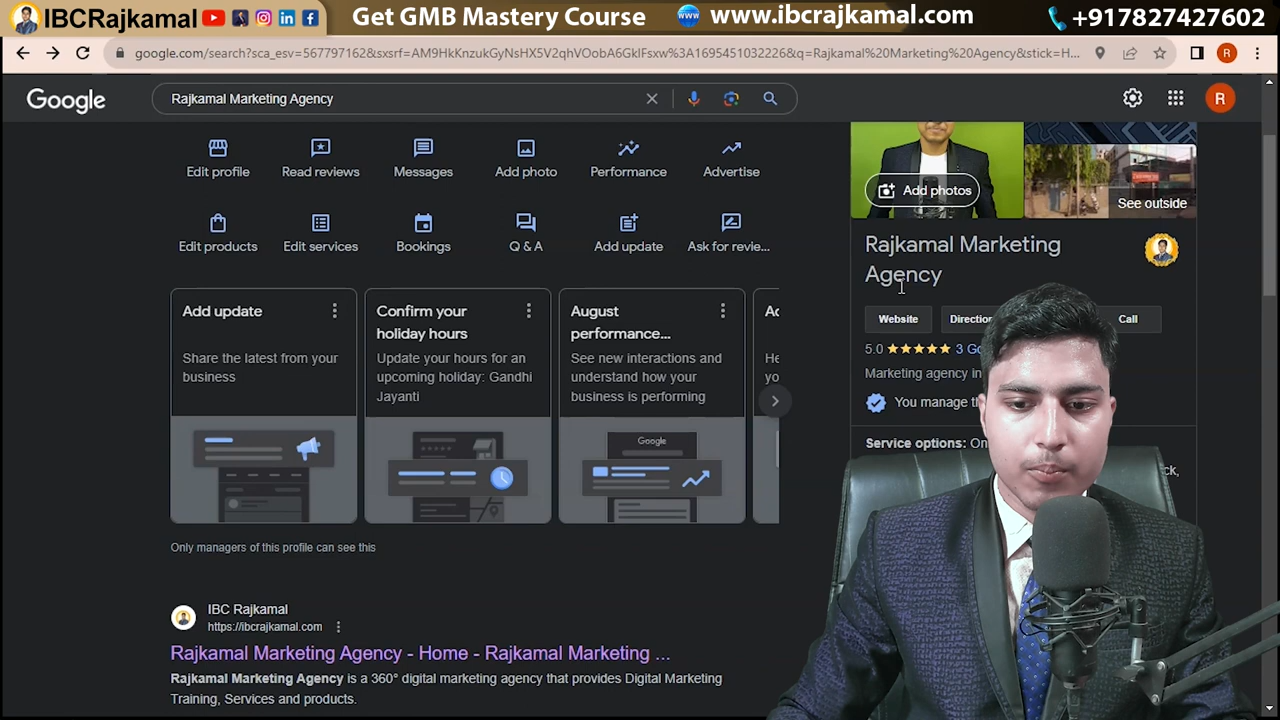 IBCRajkamal
Get GMB Mastery Course
www.ibcrajkamal.com
+917827427602
google.com/search?sca_esv=567797162&sxsrf=AM9HkKnzukGyNsHX5V2qhVOobA6GklFsxw%3A1695451032226&q=Rajkamal%20Marketing%20Agency&stick=H...
Google
Rajkamal Marketing Agency
R
Edit profile
Read reviews
Messages
Add photo
Performance
Advertise
Edit products
Edit services
Bookings
Q & A
Add update
Ask for revie...
Add update
Share the latest from your
business
Confirm your
holiday hours
Update your hours for an
upcoming holiday: Gandhi
Jayanti
August
performance...
See new interactions and
understand how your
business is performing
Google
Only managers of this profile can see this
IBC Rajkamal
https://ibcrajkamal.com
Rajkamal Marketing Agency - Home - Rajkamal Marketing ...
Rajkamal Marketing Agency is a 360° digital marketing agency that provides Digital Marketing
Training, Services and products.
Add photos
See outside
Rajkamal Marketing
Agency
Website
Call
5.0
3
Marketing agency in
You manage
Service options: